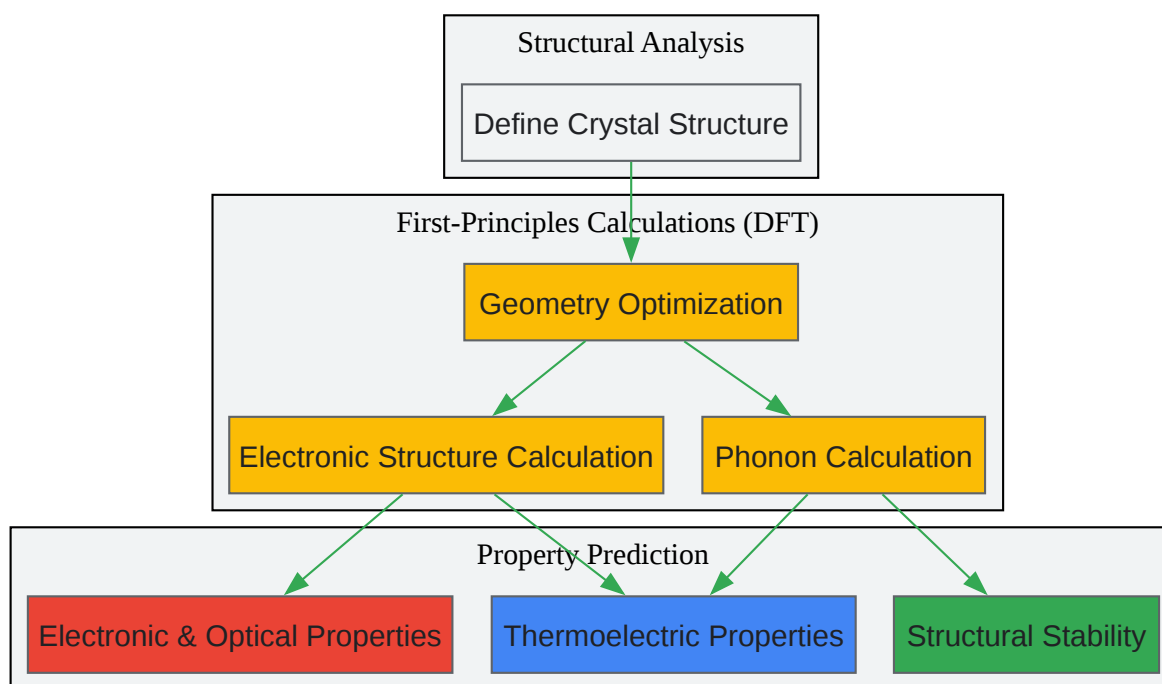 Structural Analysis
Define Crystal Structure
First-Principles Calculations (DFT)
Geometry Optimization
Electronic Structure Calculation
Phonon Calculation
Property Prediction
Electronic & Optical Properties
Thermoelectric Properties
Structural Stability